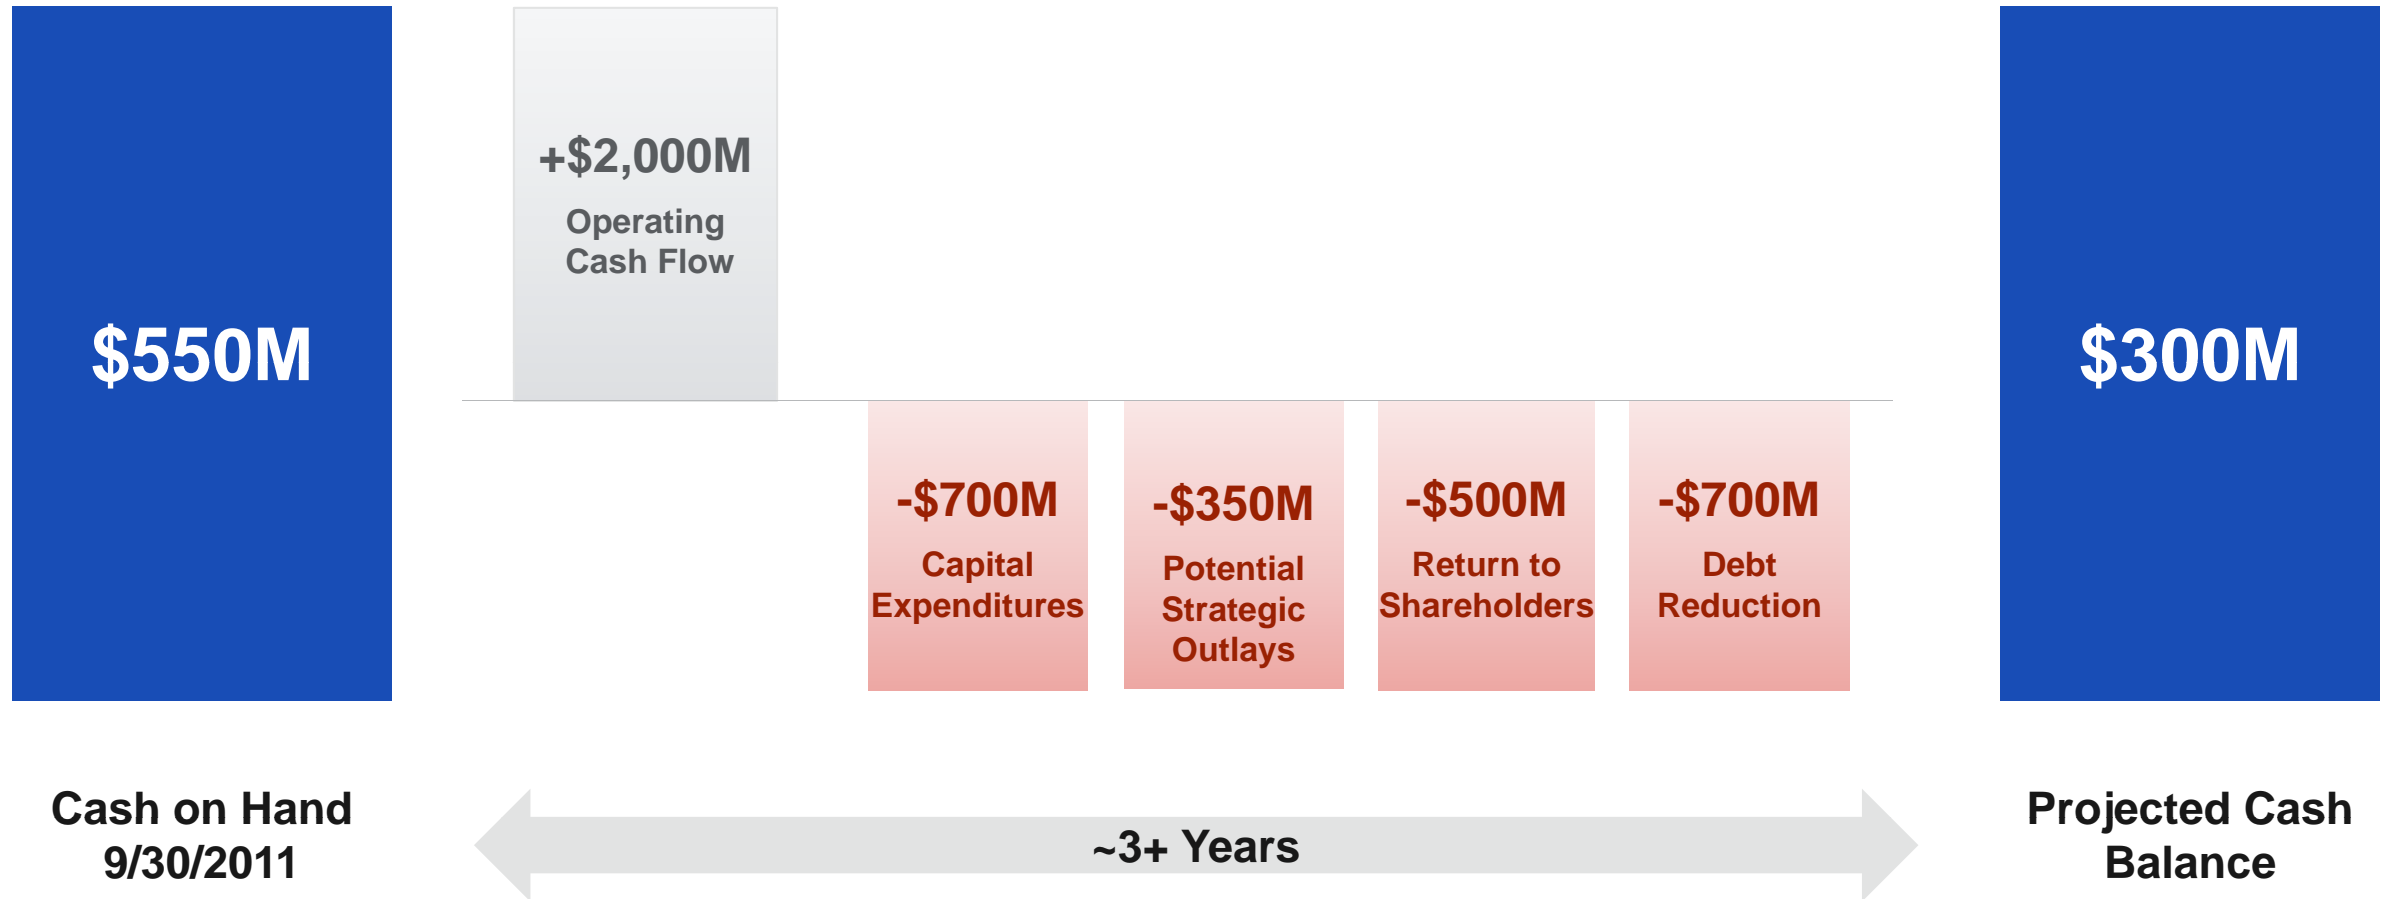 $550M
Cash on Hand
9/30/2011
+$2,000M
Operating
Cash Flow
-$700M
Capital
Expenditures
-$350M
Potential
Strategic
Outlays
-$500M
Return to
Shareholders
-$700M
Debt
Reduction
~3+ Years
$300M
Projected Cash
Balance